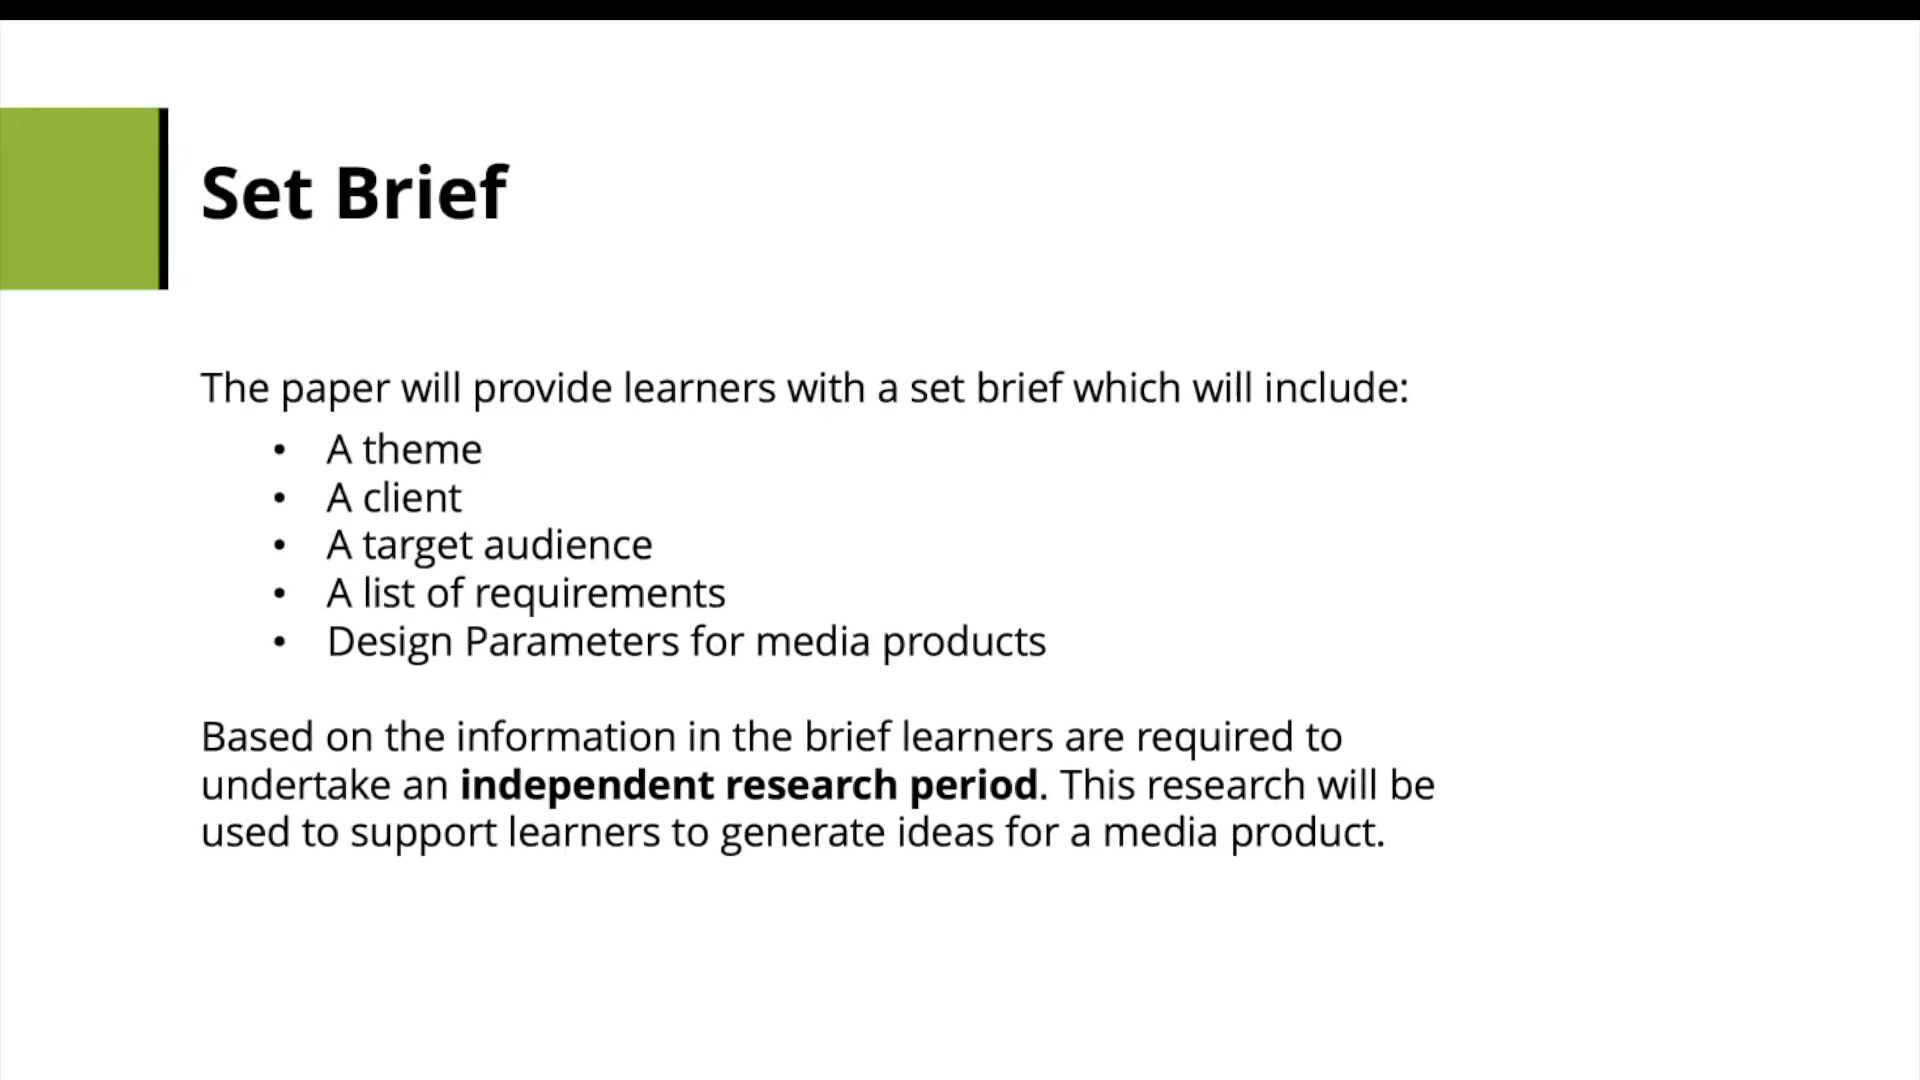 Set Brief
The paper will provide learners with a set brief which will include:
• A theme
• A client
• A target audience
• A list of requirements
• Design Parameters for media products
Based on the information in the brief learners are required to
undertake an independent research period. This research will be
used to support learners to generate ideas for a media product.